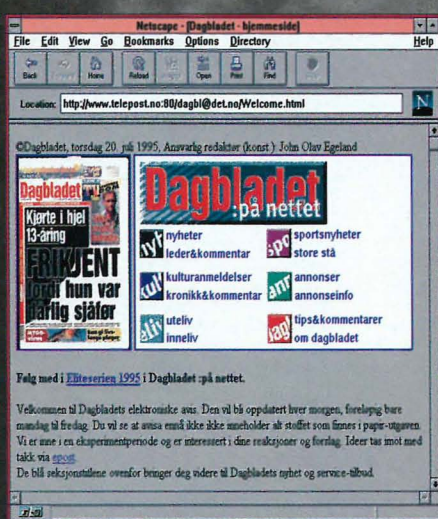 Netscape - [Dagbladet - hjemmeside]
File Edit View Go Bookmarks Options Directory Help
Back Home Reload Open Print Find
Location: http://www.telepost.no:80/dagbl@det.no/Welcome.html
N
©Dagbladet, torsdag 20. juli 1995, Ansvarlig redaktør (konst.): John Olav Egeland
Dagbladet
Kjørte i hjel
13-åring
FRIKJENT
fordi hun var
dårlig sjåfør
Dagbladet
:på nettet
nyheter
leder&kommentar
sportsnyheter
store stå
kulturanmeldelser
kronikk&kommentar
annonser
annonseinfo
uteliv
inneliv
tips&kommentarer
om dagbladet
Følg med i Eliteserien 1995 i Dagbladet :på nettet.
Velkommen til Dagbladets elektroniske avis. Den vil bli oppdatert hver morgen, foreløpig bare
mandag til fredag. Du vil se at avisa ennå ikke ikke inneholder alt stoffet som finnes i papir-utgaven.
Vi er inne i en eksperimentperiode og er interessert i dine reaksjoner og forslag. Ideer tas imot med
takk via epost.
De blå seksjonstitlene ovenfor bringer deg videre til Dagbladets nyhet og service-tilbud.